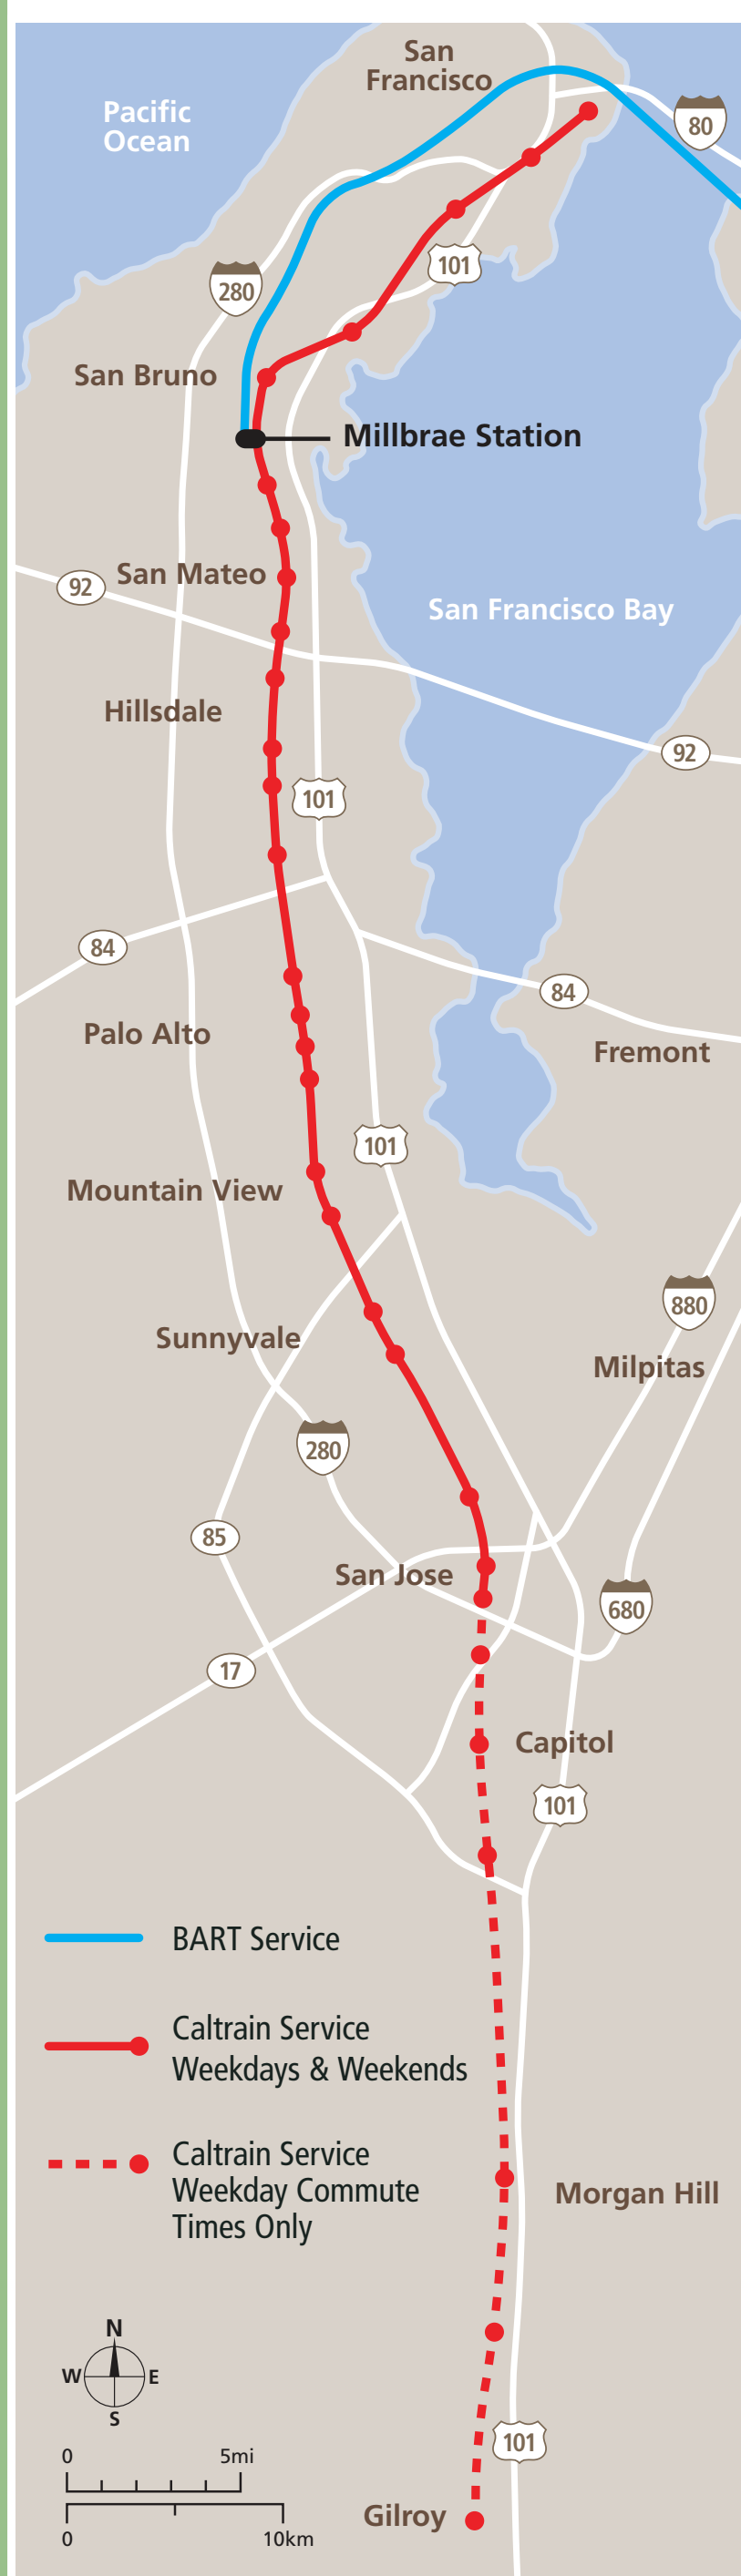 San
Francisco
Pacific
Ocean
80
101
280
San Bruno
Millbrae Station
San Mateo
92
San Francisco Bay
Hillsdale
92
101
84
84
Palo Alto
Fremont
101
Mountain View
880
Sunnyvale
Milpitas
280
85
San Jose
680
17
Capitol
101
BART Service
Caltrain Service
Weekdays & Weekends
Caltrain Service
Weekday Commute
Times Only
Morgan Hill
N
W E
S
101
0 5mi
Gilroy
0 10km